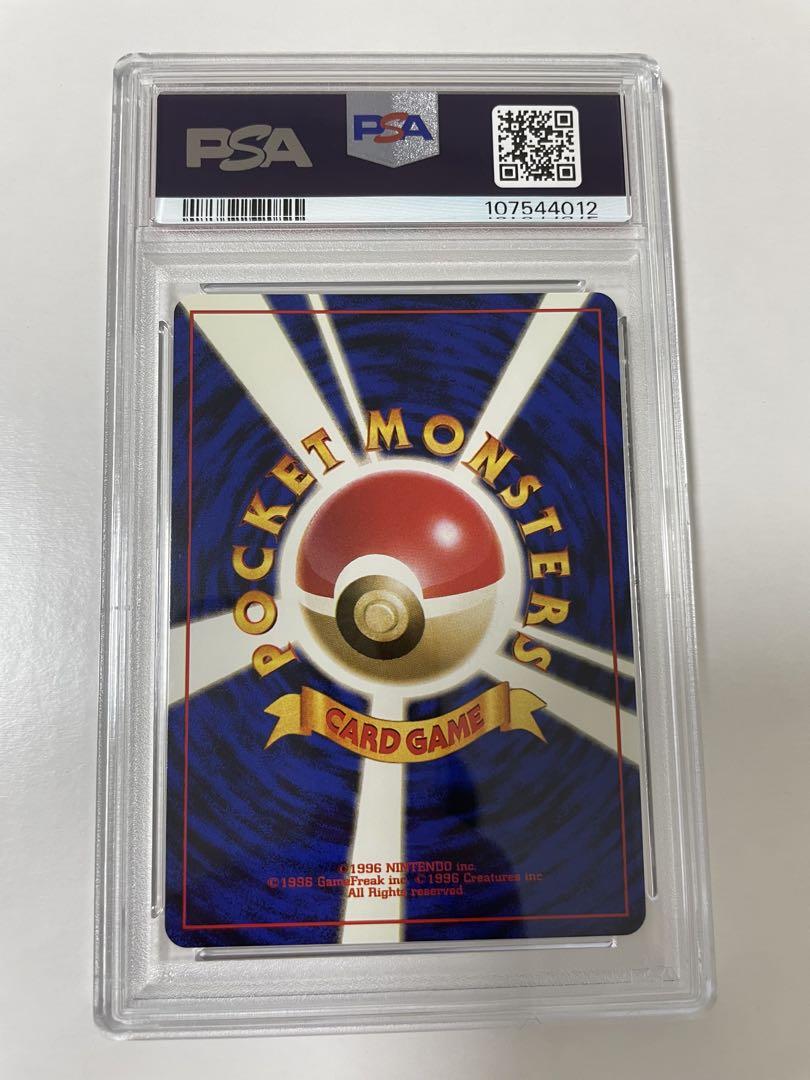 PSA
PSA
107544012
POCKET MONSTERS
CARD GAME
©1996 NINTENDO inc.
©1996 GameFreak inc. ©1996 Creatures inc
All Rights reserved.